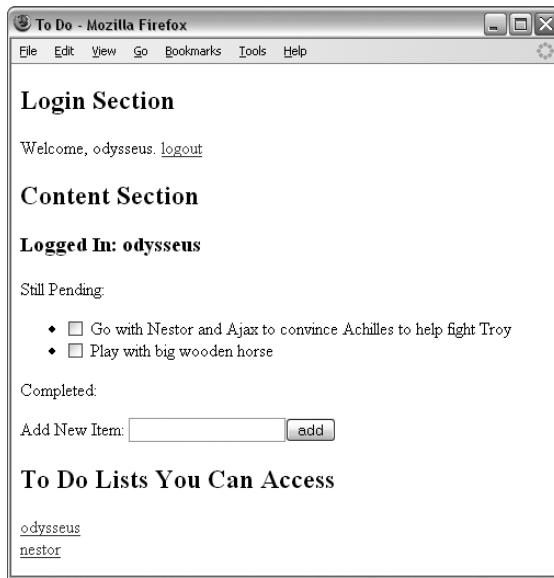 To Do - Mozilla Firefox
File Edit View Go Bookmarks Tools Help
Login Section
Welcome, odysseus. logout
Content Section
Logged In: odysseus
Still Pending:
Go with Nestor and Ajax to convince Achilles to help fight Troy
Play with big wooden horse
Completed:
Add New Item: add
To Do Lists You Can Access
odysseus
nestor